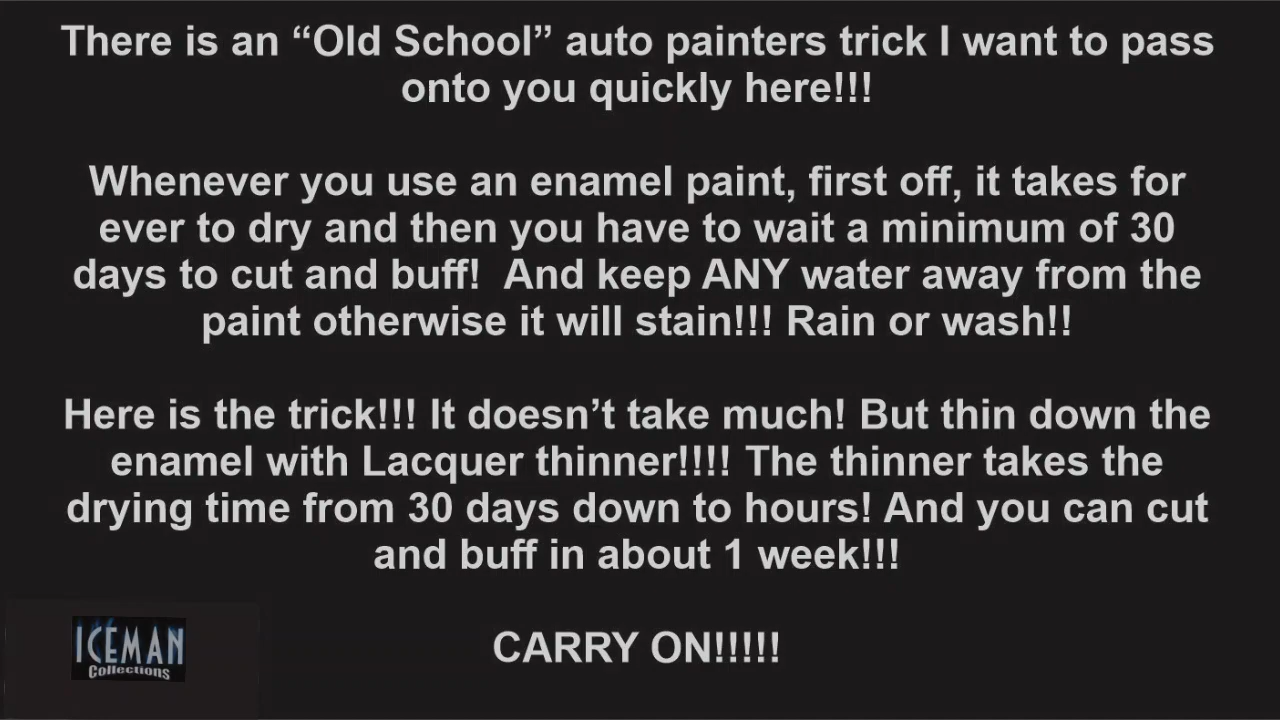 There is an “Old School” auto painters trick I want to pass
onto you quickly here!!!
Whenever you use an enamel paint, first off, it takes for
ever to dry and then you have to wait a minimum of 30
days to cut and buff!  And keep ANY water away from the
paint otherwise it will stain!!! Rain or wash!!
Here is the trick!!! It doesn’t take much! But thin down the
enamel with Lacquer thinner!!!! The thinner takes the
drying time from 30 days down to hours! And you can cut
and buff in about 1 week!!!
CARRY ON!!!!!
ICEMAN
Collections